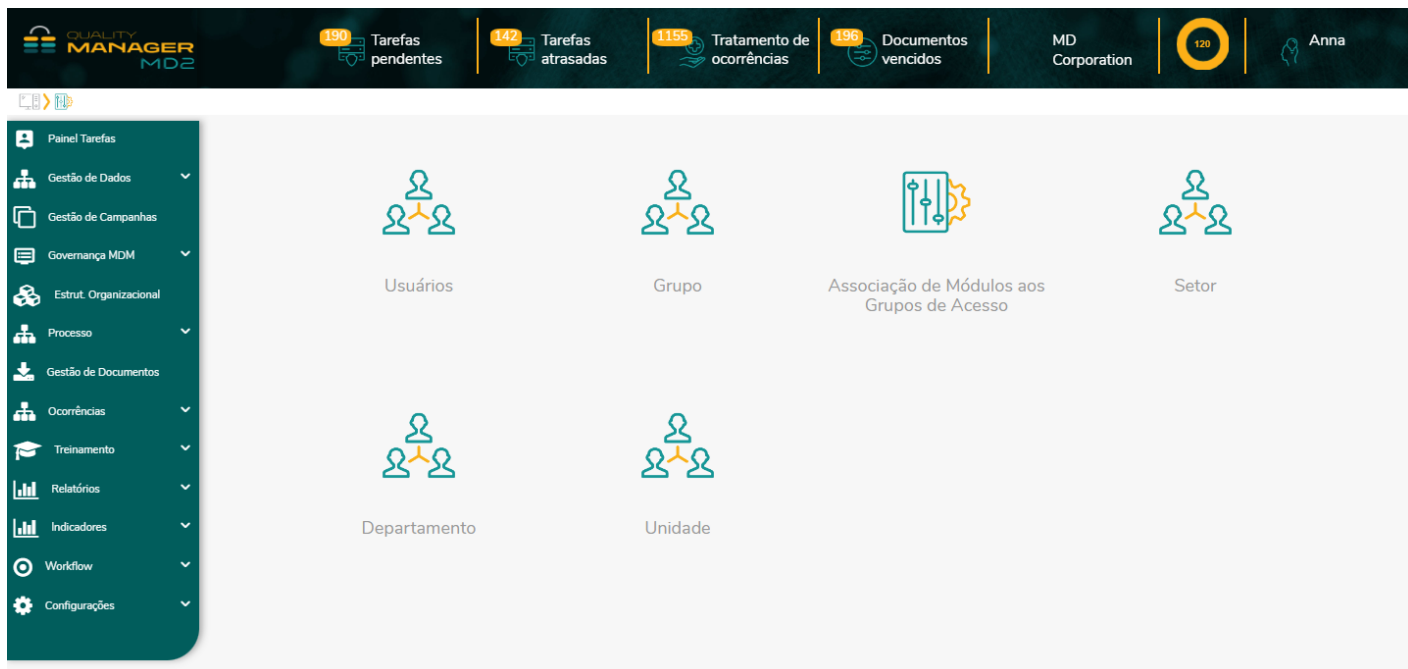 QUALITY
MANAGER
MD2
190
Tarefas
pendentes
142
Tarefas
atrasadas
1155
Tratamento de
ocorrências
196
Documentos
vencidos
MD
Corporation
120
Anna
Painel Tarefas
Gestão de Dados
Gestão de Campanhas
Governança MDM
Estrut. Organizacional
Processo
Gestão de Documentos
Ocorrências
Treinamento
Relatórios
Indicadores
Workflow
Configurações
Usuários
Grupo
Associação de Módulos aos
Grupos de Acesso
Setor
Departamento
Unidade